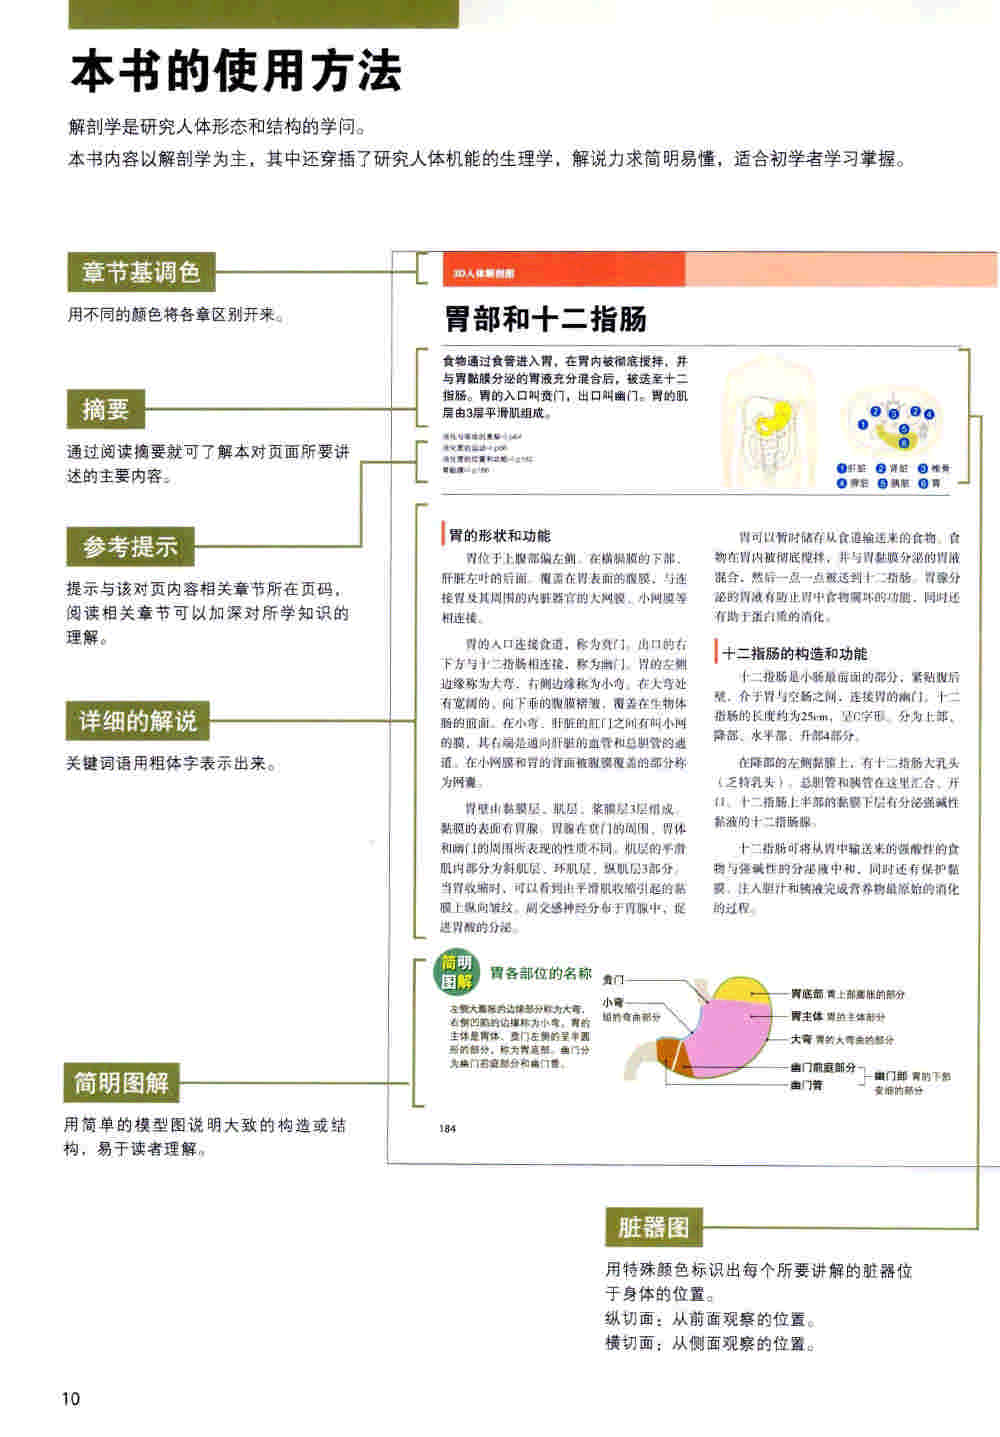 本书的使用方法
解剖学是研究人体形态和结构的学问。
本书内容以解剖学为主，其中还穿插了研究人体机能的生理学，解说力求简明易懂，适合初学者学习掌握。
章节基调色
用不同的颜色将各章区别开来。
摘要
通过阅读摘要就可了解本对页面所要讲
述的主要内容。
参考提示
提示与该对页内容相关章节所在页码，
阅读相关章节可以加深对所学知识的
理解。
详细的解说
关键词语用粗体字表示出来。
简明图解
用简单的模型图说明大致的构造或结
构，易于读者理解。
3D人体解剖图
胃部和十二指肠
食物通过食管进入胃，在胃内被彻底搅拌，并
与胃黏膜分泌的胃液充分混合后，被送至十二
指肠。胃的入口叫贲门，出口叫幽门。胃的肌
层由3层平滑肌组成。
1 2 3 2 4 5 6
1肝脏 2肾脏 3椎骨
4脾脏 5胰脏 6胃
胃的形状和功能
胃位于上腹部偏左侧、在横膈膜的下部、
肝脏左叶的后面。覆盖在胃表面的腹膜，与连
接胃及其周围的内脏器官的大网膜、小网膜等
相连接。
胃的入口连接食道，称为贲门。出口的右
下方与十二指肠相连接，称为幽门。胃的左侧
边缘称为大弯，右侧边缘称为小弯。在大弯处
有宽阔的、向下垂的腹膜褶皱，覆盖在生物体
肠的前面。在小弯、肝脏的肛门之间有叫小网
的膜，其右端是通向肝脏的血管和总胆管的通
道。在小网膜和胃的背面被腹膜覆盖的部分称
为网囊。
胃壁由黏膜层、肌层、浆膜层3层组成。
黏膜的表面有胃腺。胃腺在贲门的周围、胃体
和幽门的周围所表现的性质不同。肌层的平滑
肌内部分为斜肌层、环肌层、纵肌层3部分。
当胃收缩时，可以看到由平滑肌收缩引起的黏
膜上纵向皱纹。副交感神经分布于胃腺中，促
进胃酸的分泌。
胃可以暂时储存从食道输送来的食物。食
物在胃内被彻底搅拌，并与胃黏膜分泌的胃液
混合，然后一点一点被送到十二指肠。胃腺分
泌的胃液有防止胃中食物腐坏的功能，同时还
有助于蛋白质的消化。
十二指肠的构造和功能
十二指肠是小肠最前面的部分，紧贴腹后
壁，介于胃与空肠之间，连接胃的幽门。十二
指肠的长度约为25cm，呈C字形，分为上部、
降部、水平部、升部4部分。
在降部的左侧黏膜上，有十二指肠大乳头
（乏特乳头）。总胆管和胰管在这里汇合、开
口。十二指肠上半部的黏膜下层有分泌强碱性
黏液的十二指肠腺。
十二指肠可将从胃中输送来的强酸性的食
物与强碱性的分泌液中和，同时还有保护黏
膜、注入胆汁和胰液完成营养物最原始的消化
的过程。
简明
图解
胃各部位的名称
左侧大膨胀的边缘部分称为大弯，
右侧凹陷的边缘称为小弯。胃的
主体是胃体，贲门左侧的呈半圆
形的部分，称为胃底部。幽门分
为幽门前庭部分和幽门管。
贲门
小弯
短的弯曲部分
胃底部 胃上部膨胀的部分
胃主体 胃的主体部分
大弯 胃的大弯曲的部分
幽门前庭部分
幽门管
幽门部 胃的下部
变细的部分
184
脏器图
用特殊颜色标识出每个所要讲解的脏器位
于身体的位置。
纵切面：从前面观察的位置。
横切面：从侧面观察的位置。
10